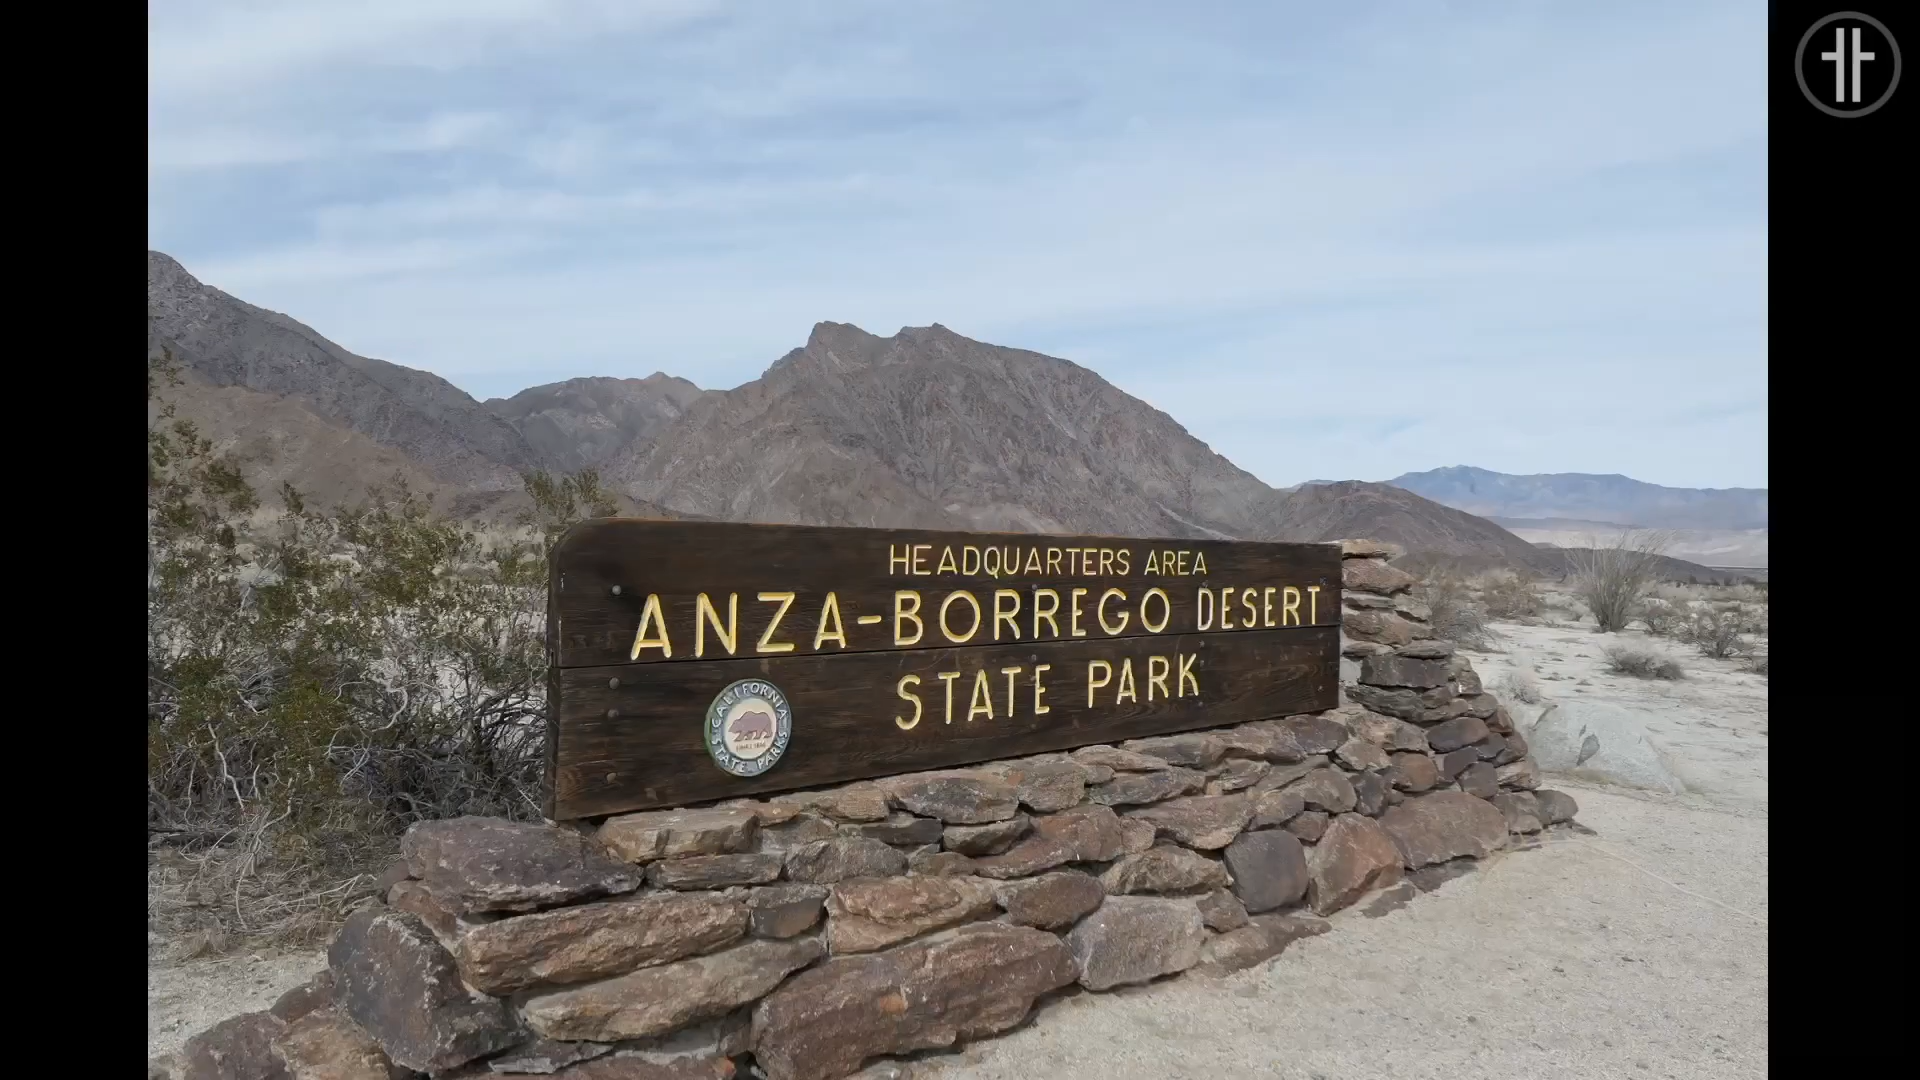 HEADQUARTERS AREA
ANZA-BORREGO DESERT
STATE PARK
CALIFORNIA
STATE PARKS